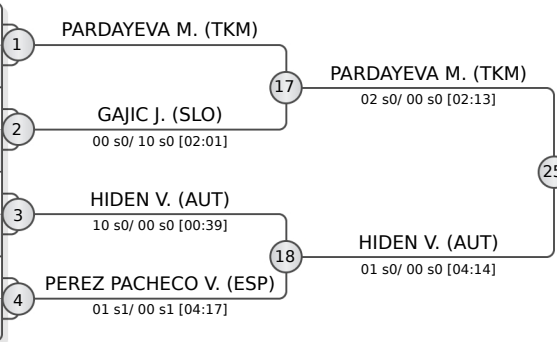 PARDAYEVA M. (TKM)
1
17
PARDAYEVA M. (TKM)
02 s0/ 00 s0 [02:13]
GAJIC J. (SLO)
2
00 s0/ 10 s0 [02:01]
25
HIDEN V. (AUT)
3
10 s0/ 00 s0 [00:39]
18
HIDEN V. (AUT)
01 s0/ 00 s0 [04:14]
PEREZ PACHECO V. (ESP)
4
01 s1/ 00 s1 [04:17]